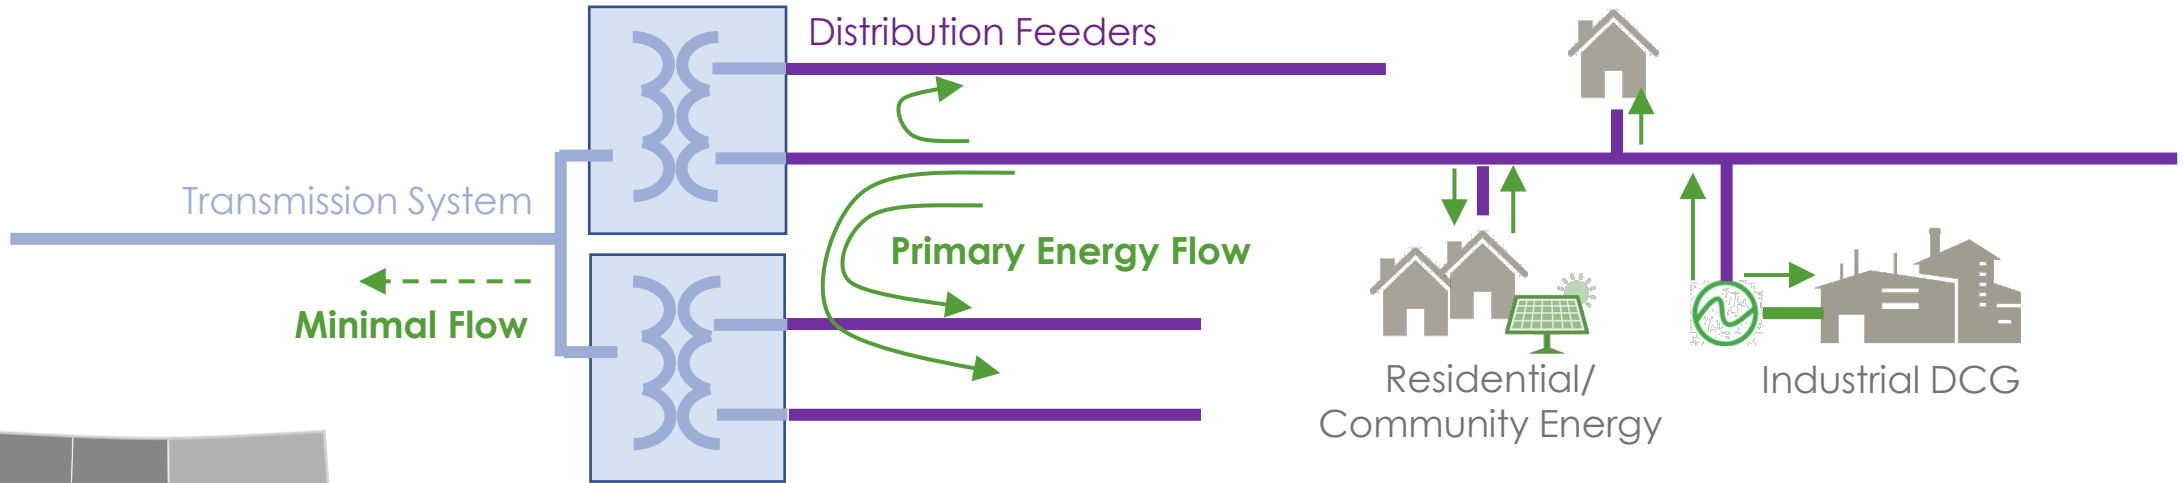 Distribution Feeders
Transmission System
Primary Energy Flow
Minimal Flow
Residential/
Community Energy
Industrial DCG